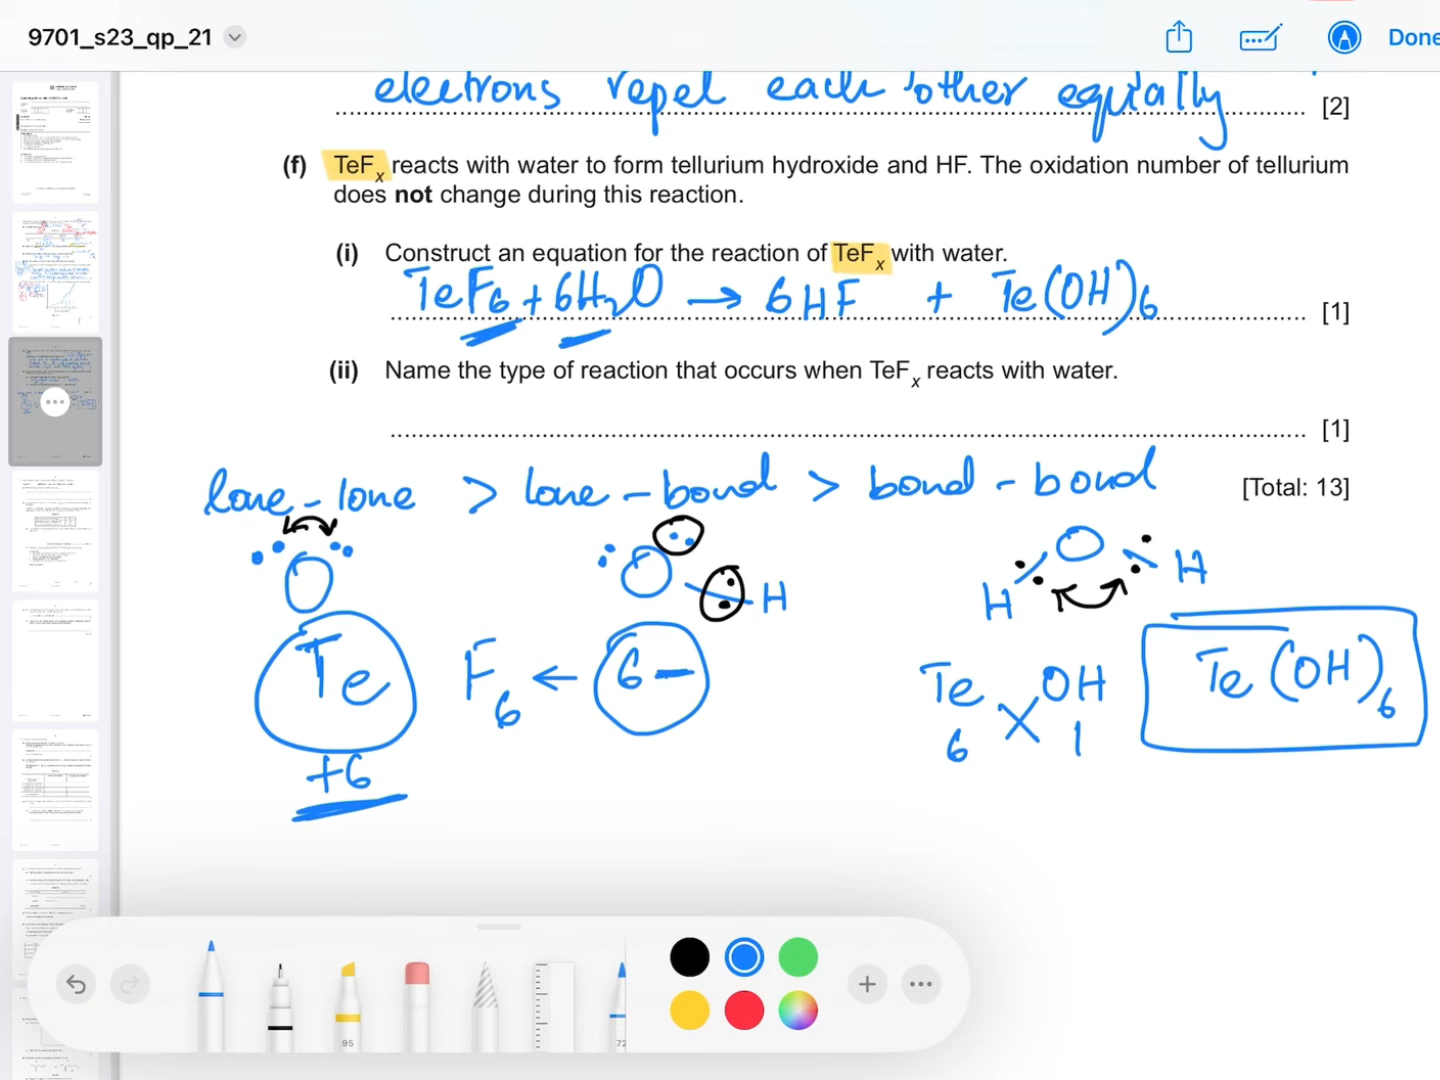 9701_s23_qp_21
Done
electrons repel each other equially
[2]
(f) TeFx reacts with water to form tellurium hydroxide and HF. The oxidation number of tellurium
does not change during this reaction.
(i) Construct an equation for the reaction of TeFx with water.
TeF6 + 6H2O → 6HF + Te(OH)6
[1]
(ii) Name the type of reaction that occurs when TeFx reacts with water.
[1]
lone - lone > lone - bond > bond - bond
[Total: 13]
O O H H O H
Te F6 ← 6- Te OH Te(OH)6
6 1
+6
95 72